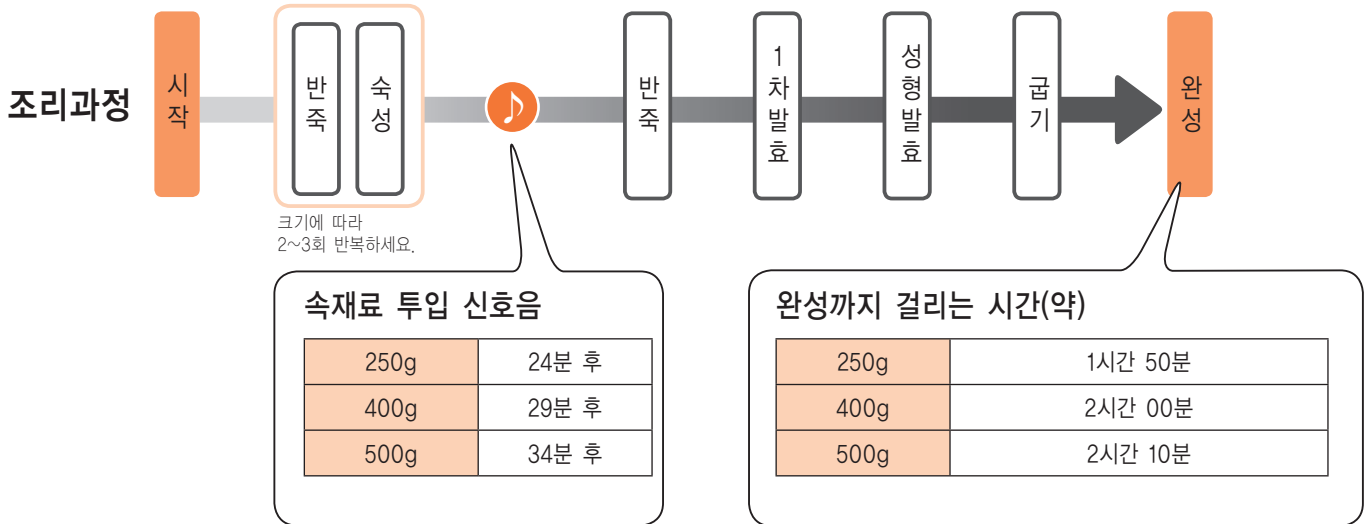 조리과정
시작
반죽
숙성
크기에 따라
2~3회 반복하세요.
반죽
1차발효
성형발효
굽기
완성
속재료 투입 신호음
250g 24분 후
400g 29분 후
500g 34분 후
완성까지 걸리는 시간(약)
250g 1시간 50분
400g 2시간 00분
500g 2시간 10분